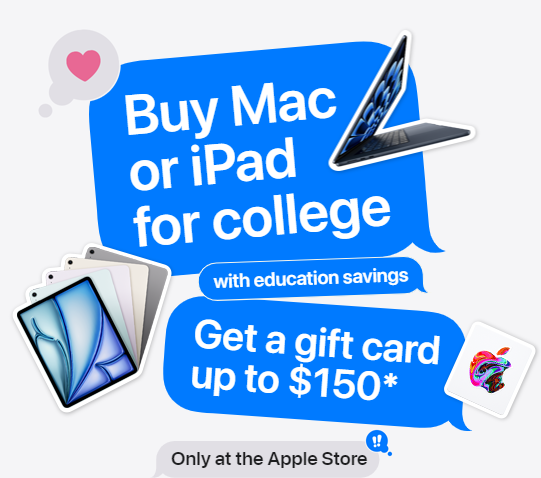 Buy Mac
or iPad
for college
with education savings
Get a gift card
up to $150*
!!
Only at the Apple Store